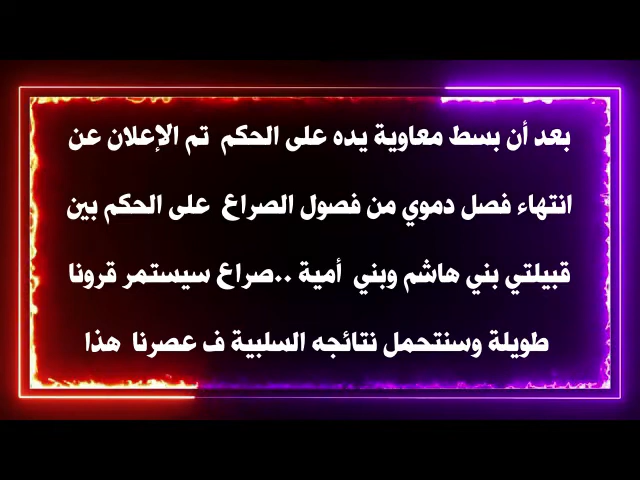 بعد أن بسط معاوية يده على الحكم تم الإعلان عن
انتهاء فصل دموي من فصول الصراع على الحكم بين
قبيلتي بني هاشم وبني أمية ..صراع سيستمر قرونا
طويلة وسنتحمل نتائجه السلبية ف عصرنا هذا